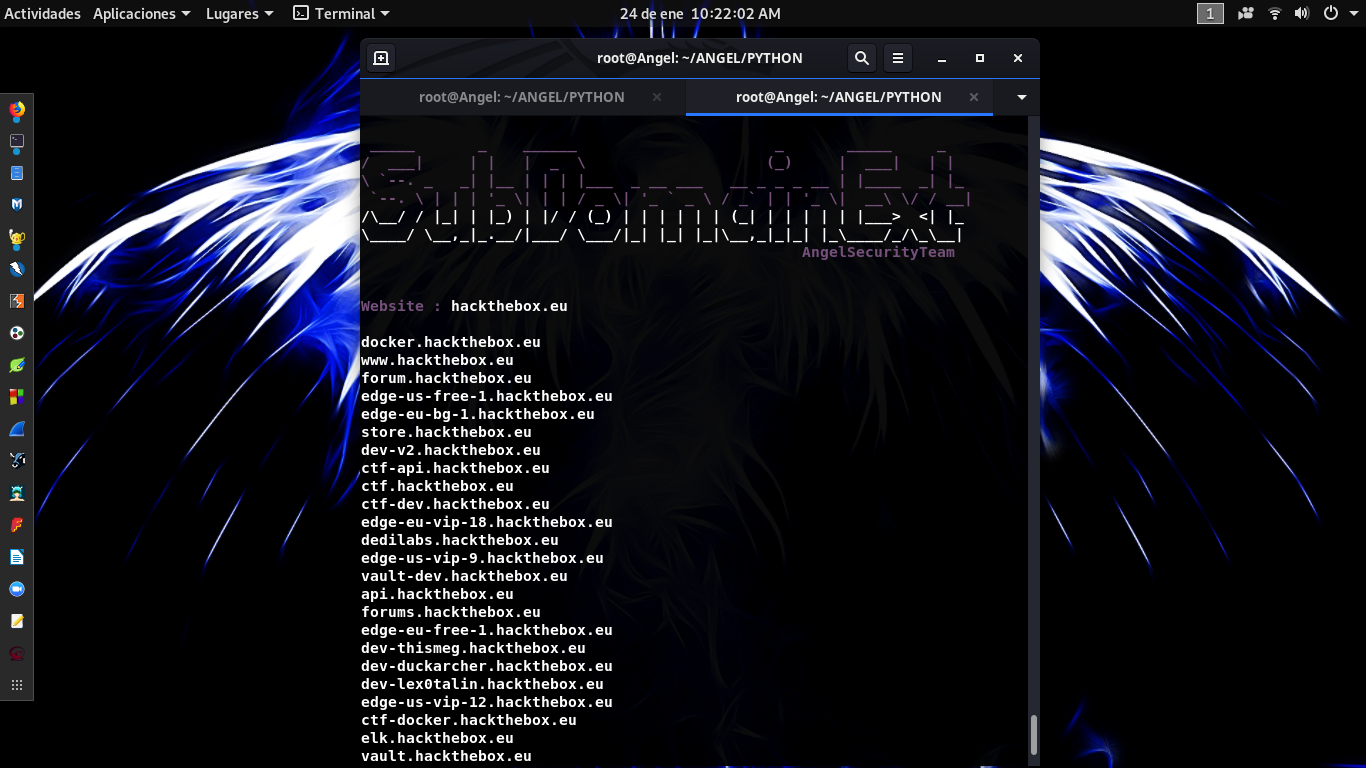 Actividades Aplicaciones Lugares Terminal 24 de ene 10:22:02 AM 1
root@Angel: ~/ANGEL/PYTHON
root@Angel: ~/ANGEL/PYTHON root@Angel: ~/ANGEL/PYTHON
SubDomainExt
AngelSecurityTeam
Website : hackthebox.eu
docker.hackthebox.eu
www.hackthebox.eu
forum.hackthebox.eu
edge-us-free-1.hackthebox.eu
edge-eu-bg-1.hackthebox.eu
store.hackthebox.eu
dev-v2.hackthebox.eu
ctf-api.hackthebox.eu
ctf.hackthebox.eu
ctf-dev.hackthebox.eu
edge-eu-vip-18.hackthebox.eu
dedilabs.hackthebox.eu
edge-us-vip-9.hackthebox.eu
vault-dev.hackthebox.eu
api.hackthebox.eu
forums.hackthebox.eu
edge-eu-free-1.hackthebox.eu
dev-thismeg.hackthebox.eu
dev-duckarcher.hackthebox.eu
dev-lex0talin.hackthebox.eu
edge-us-vip-12.hackthebox.eu
ctf-docker.hackthebox.eu
elk.hackthebox.eu
vault.hackthebox.eu